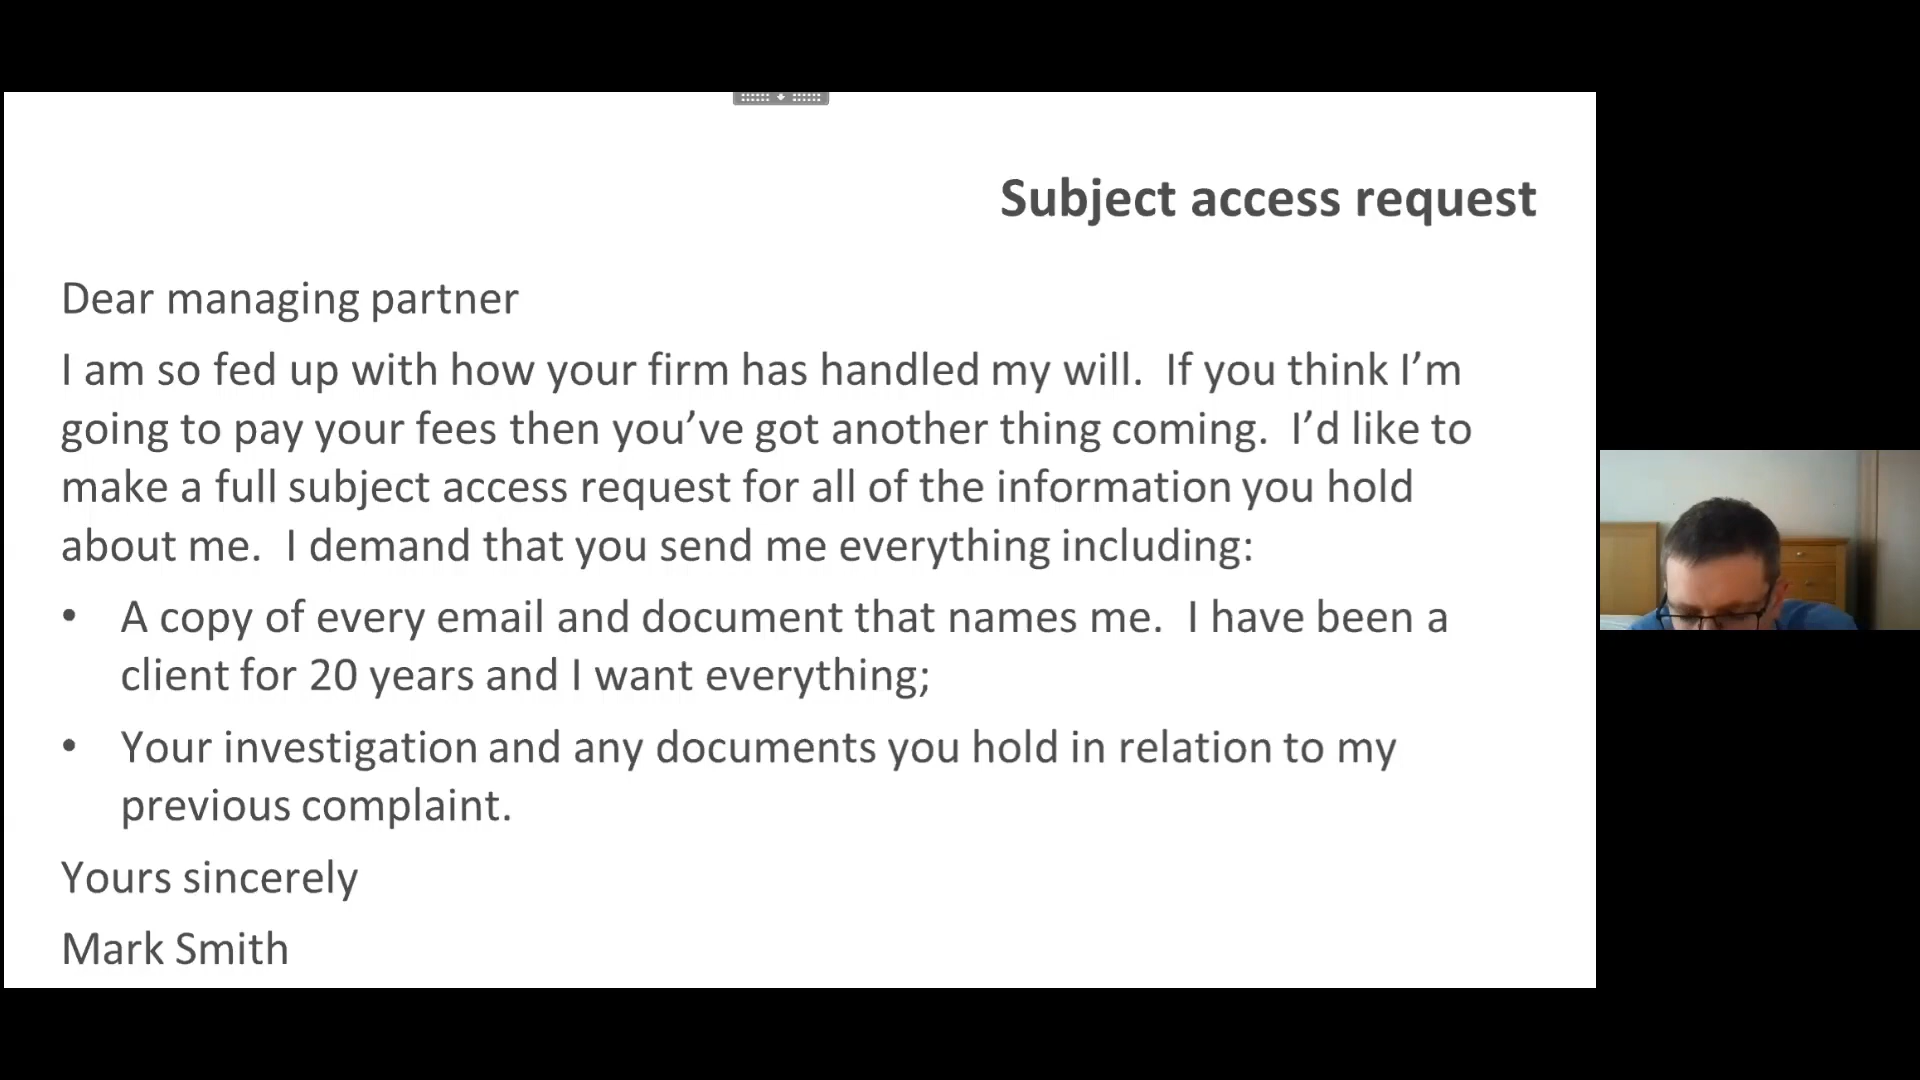 Subject access request
Dear managing partner
I am so fed up with how your firm has handled my will.  If you think I’m
going to pay your fees then you’ve got another thing coming.  I’d like to
make a full subject access request for all of the information you hold
about me.  I demand that you send me everything including:
• A copy of every email and document that names me.  I have been a
client for 20 years and I want everything;
• Your investigation and any documents you hold in relation to my
previous complaint.
Yours sincerely
Mark Smith